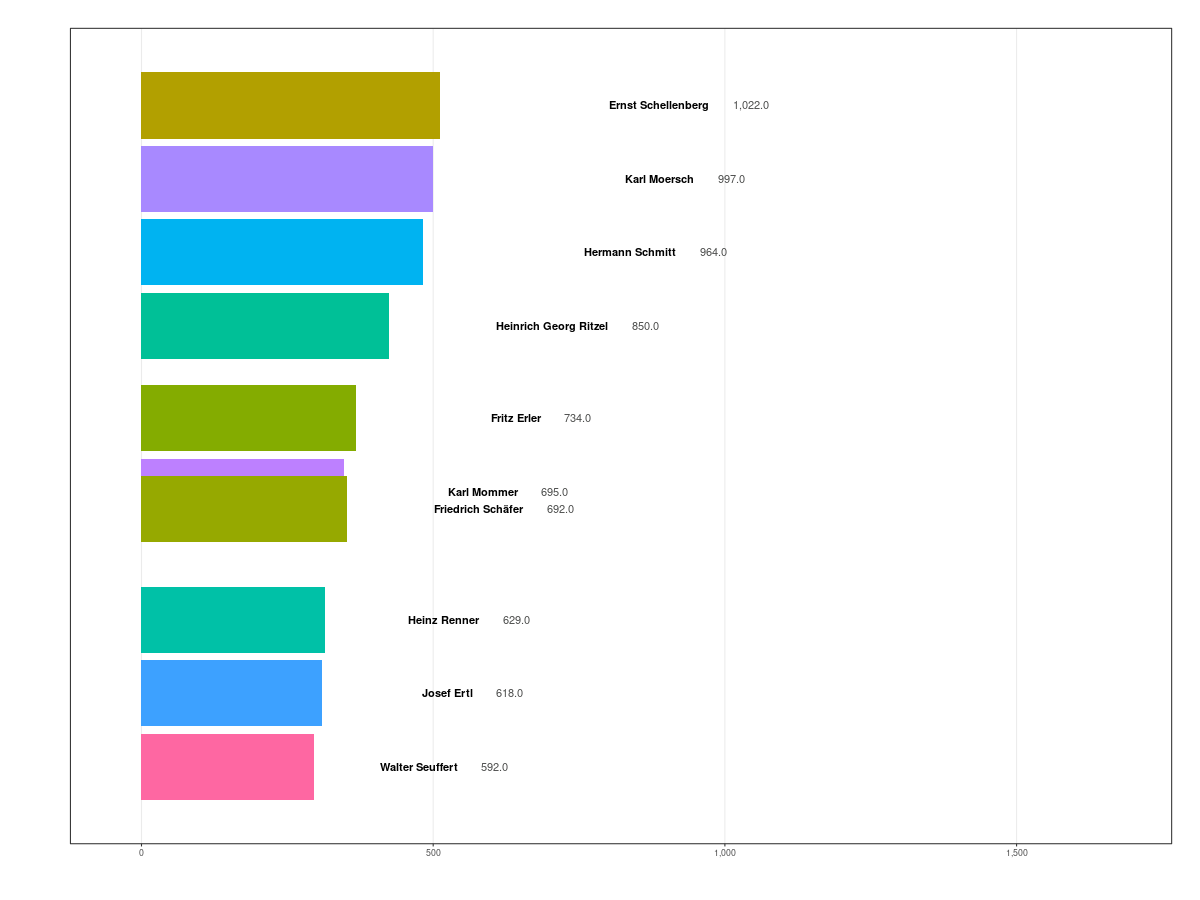 Ernst Schellenberg 1,022.0
Karl Moersch 997.0
Hermann Schmitt 964.0
Heinrich Georg Ritzel 850.0
Fritz Erler 734.0
Karl Mommer 695.0
Friedrich Schäfer 692.0
Heinz Renner 629.0
Josef Ertl 618.0
Walter Seuffert 592.0
0 500 1,000 1,500